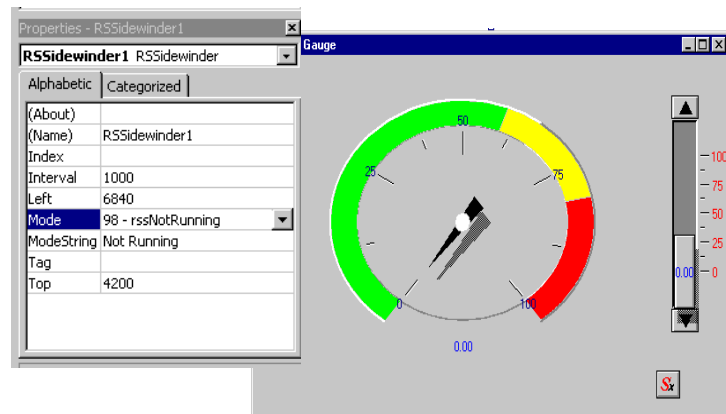 Properties - RSSidewinder1
RSSidewinder1 RSSidewinder
Alphabetic Categorized
(About)
(Name) RSSidewinder1
Index
Interval 1000
Left 6840
Mode 98 - rssNotRunning
ModeString Not Running
Tag
Top 4200
Gauge
50
25
75
0
100
0.00
100
75
50
25
0.00 0
Sx